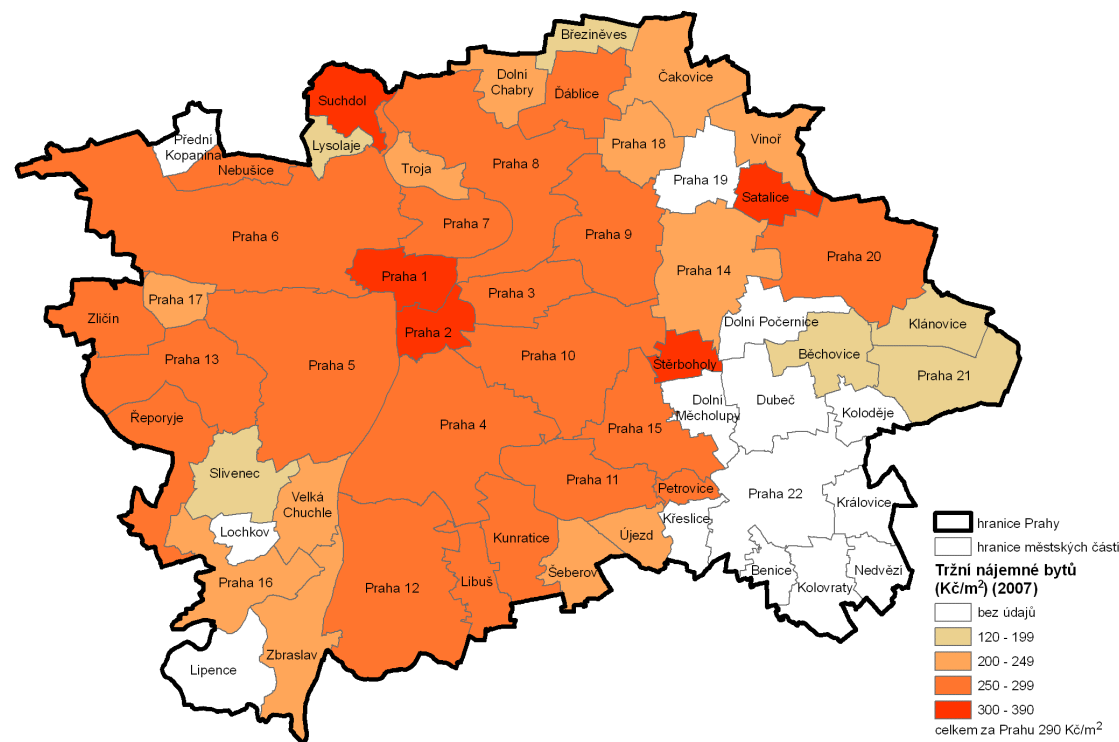 Březiněves
Dolní
Chabry
Čakovice
Suchdol
Ďáblice
Přední
Kopanina
Lysolaje
Praha 18
Vinoř
Nebušice
Troja
Praha 8
Praha 19
Satalice
Praha 6
Praha 7
Praha 9
Praha 20
Praha 1
Praha 14
Praha 3
Praha 17
Zličín
Praha 2
Dolní Počernice
Klánovice
Praha 13
Praha 5
Praha 10
Štěrboholy
Běchovice
Praha 21
Řeporyje
Praha 4
Dolní
Měcholupy
Dubeč
Koloděje
Praha 15
Slivenec
Praha 11
Petrovice
Praha 22
Královice
Velká
Chuchle
Lochkov
Kunratice
Újezd
Křeslice
Praha 16
Praha 12
Libuš
Šeberov
Benice
Nedvězí
Kolovraty
Lipence
Zbraslav
hranice Prahy
hranice městských části
Tržní nájemné bytů
(Kč/m²) (2007)
bez údajů
120 - 199
200 - 249
250 - 299
300 - 390
celkem za Prahu 290 Kč/m²